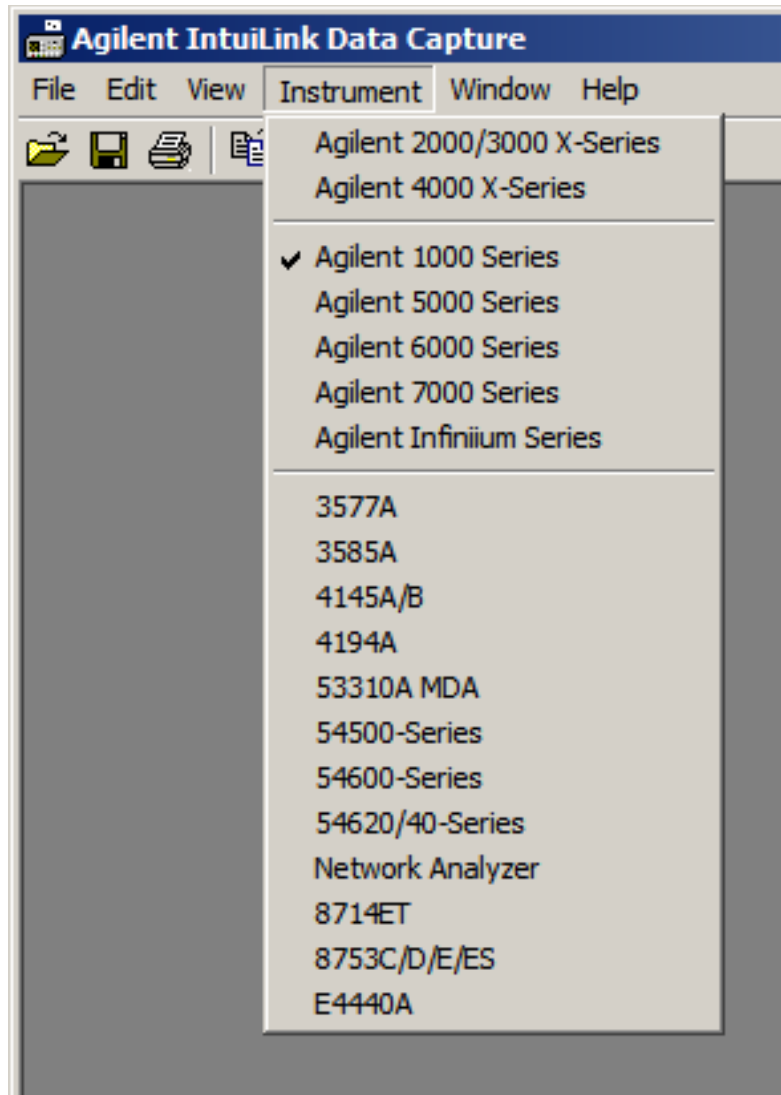 Agilent IntuiLink Data Capture
File Edit View Instrument Window Help
Agilent 2000/3000 X-Series
Agilent 4000 X-Series
Agilent 1000 Series
Agilent 5000 Series
Agilent 6000 Series
Agilent 7000 Series
Agilent Infiniium Series
3577A
3585A
4145A/B
4194A
53310A MDA
54500-Series
54600-Series
54620/40-Series
Network Analyzer
8714ET
8753C/D/E/ES
E4440A